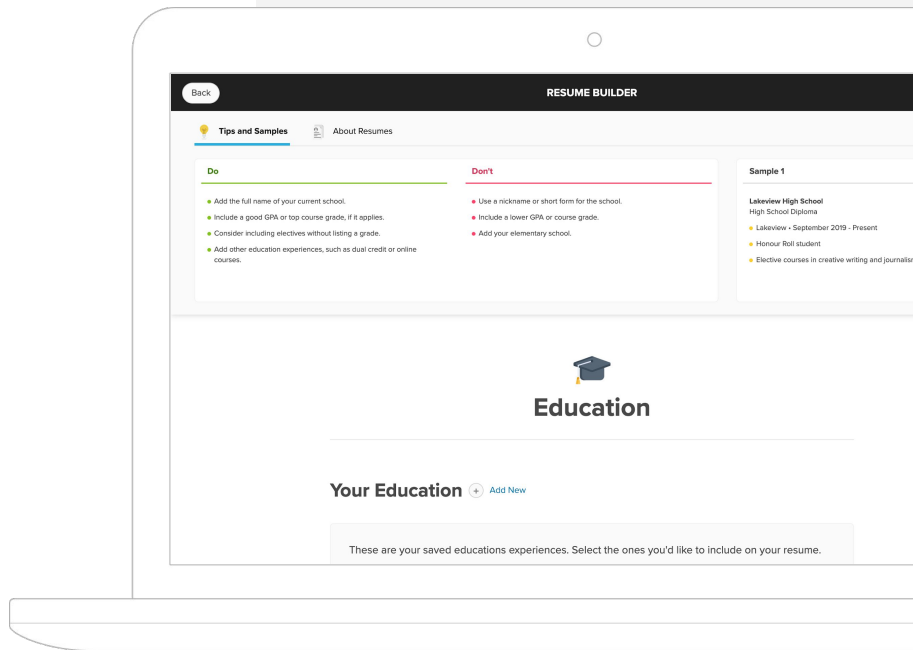 Back
RESUME BUILDER
Tips and Samples
About Resumes
Do
Add the full name of your current school.
Include a good GPA or top course grade, if it applies.
Consider including electives without listing a grade.
Add other education experiences, such as dual credit or online
courses.
Don't
Use a nickname or short form for the school.
Include a lower GPA or course grade.
Add your elementary school.
Sample 1
Lakeview High School
High School Diploma
Lakeview • September 2019 - Present
Honour Roll student
Elective courses in creative writing and
Education
Your Education + Add New
These are your saved educations experiences. Select the ones you'd like to include on your resume.